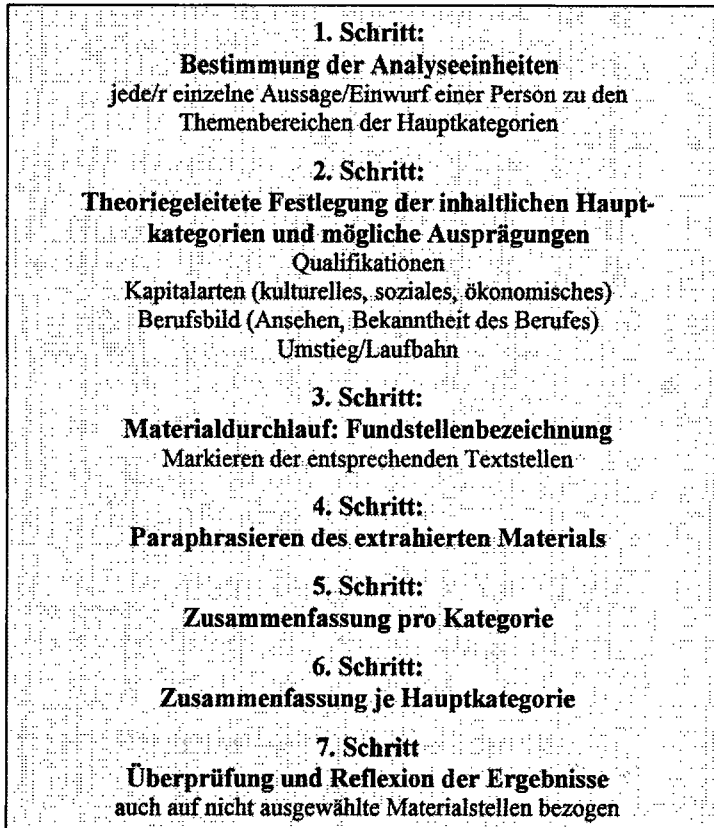 1. Schritt:
Bestimmung der Analyseeinheiten
jede/r einzelne Aussage/Einwurf einer Person zu den
Themenbereichen der Hauptkategorien
2. Schritt:
Theoriegeleitete Festlegung der inhaltlichen Haupt-
kategorien und mögliche Ausprägungen
Qualifikationen
Kapitalarten (kulturelles, soziales, ökonomisches)
Berufsbild (Ansehen, Bekanntheit des Berufes)
Umstieg/Laufbahn
3. Schritt:
Materialdurchlauf: Fundstellenbezeichnung
Markieren der entsprechenden Textstellen
4. Schritt:
Paraphrasieren des extrahierten Materials
5. Schritt:
Zusammenfassung pro Kategorie
6. Schritt:
Zusammenfassung je Hauptkategorie
7. Schritt
Überprüfung und Reflexion der Ergebnisse
auch auf nicht ausgewählte Materialstellen bezogen